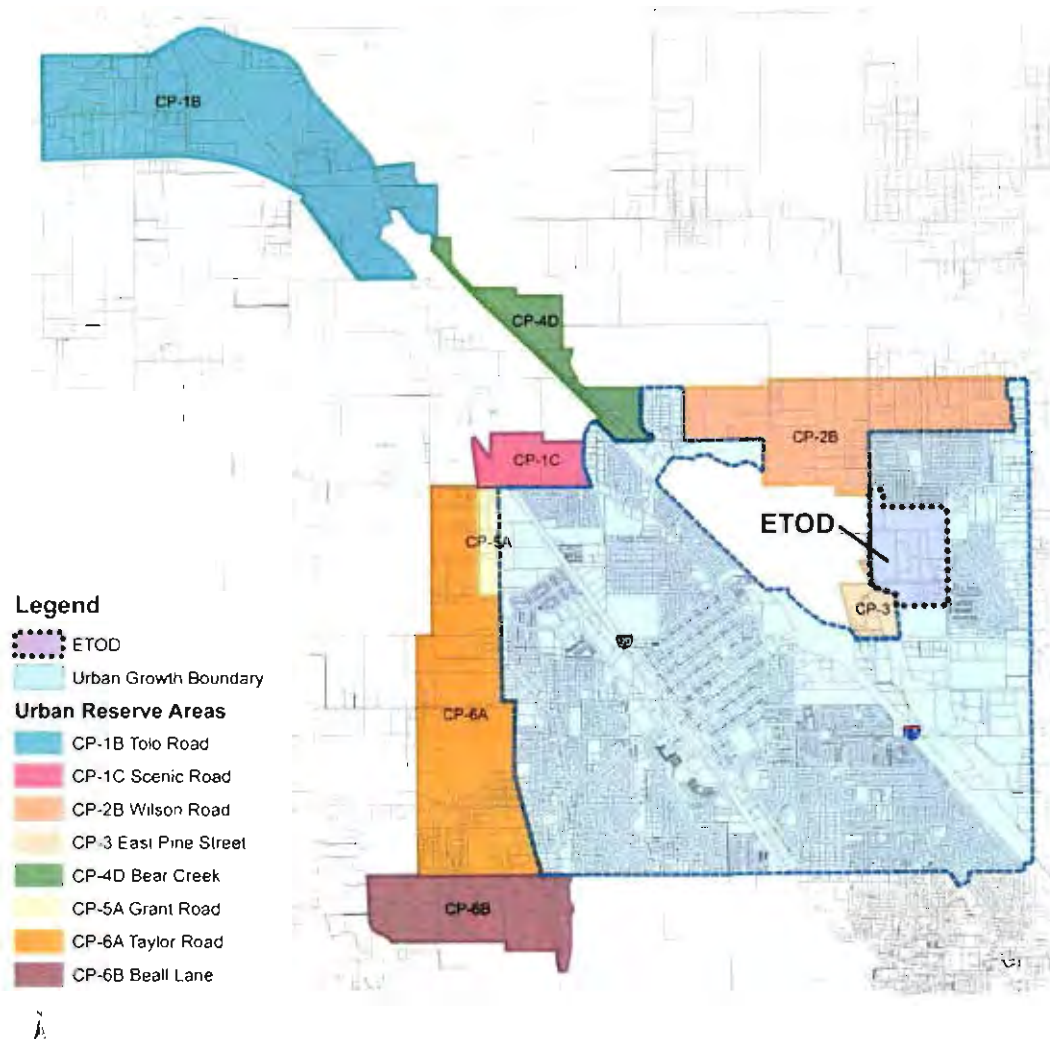 CP-1B
CP-4D
CP-2B
CP-1C
ETOD
CP-5A
CP-3
CP-6A
CP-6B
Legend
ETOD
Urban Growth Boundary
Urban Reserve Areas
CP-1B Tolo Road
CP-1C Scenic Road
CP-2B Wilson Road
CP-3 East Pine Street
CP-4D Bear Creek
CP-5A Grant Road
CP-6A Taylor Road
CP-6B Beall Lane